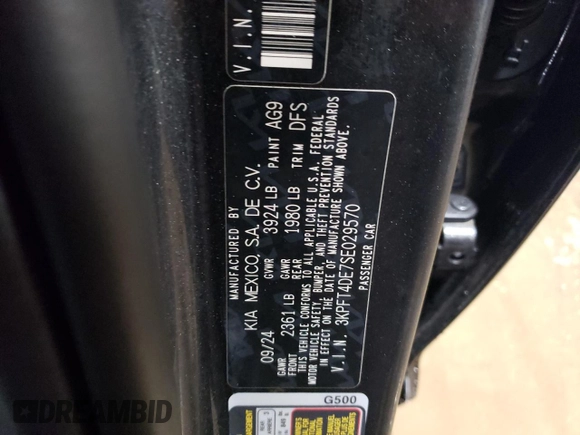 V.I.N.
MANUFACTURED BY
KIA MEXICO, S.A. DE C.V.
09/24 GVWR 3924 LB PAINT AG9
GAWR FRONT 2361 LB GAWR REAR 1980 LB TRIM DFS
THIS VEHICLE CONFORMS TO ALL APPLICABLE U.S.A. FEDERAL
MOTOR VEHICLE SAFETY, BUMPER, AND THEFT PREVENTION STANDARDS
IN EFFECT ON THE DATE OF MANUFACTURE SHOWN ABOVE.
V.I.N. 3KPFT4DE7SE029570
PASSENGER CAR
G500
DREAMBID